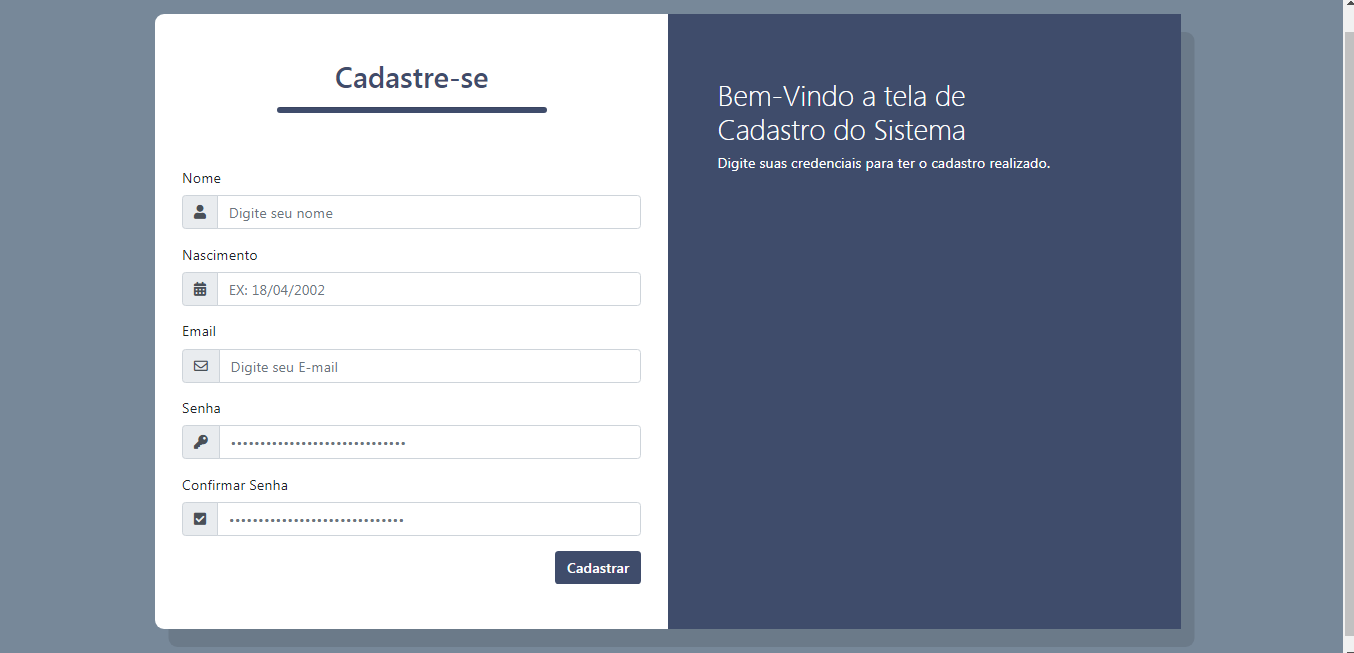 Cadastre-se
Nome
Digite seu nome
Nascimento
EX: 18/04/2002
Email
Digite seu E-mail
Senha
••••••••••••••••••••••••••••••
Confirmar Senha
••••••••••••••••••••••••••••••
Cadastrar
Bem-Vindo a tela de
Cadastro do Sistema
Digite suas credenciais para ter o cadastro realizado.